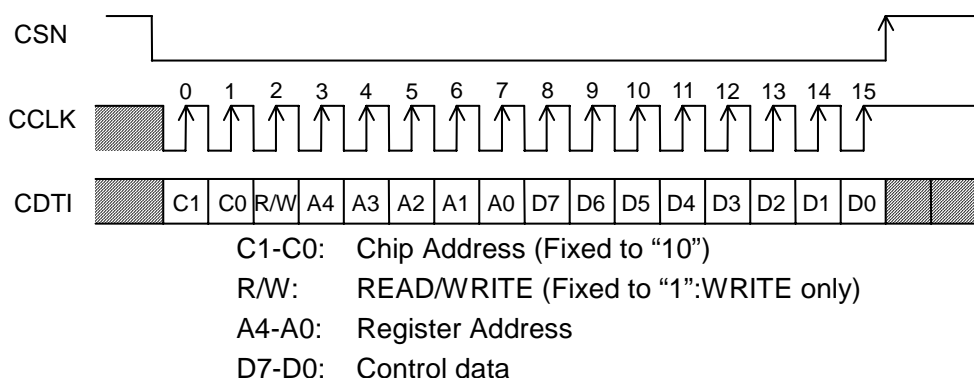 CSN
0 1 2 3 4 5 6 7 8 9 10 11 12 13 14 15
CCLK
CDTI C1 C0 R/W A4 A3 A2 A1 A0 D7 D6 D5 D4 D3 D2 D1 D0
C1-C0: Chip Address (Fixed to “10”)
R/W: READ/WRITE (Fixed to “1”:WRITE only)
A4-A0: Register Address
D7-D0: Control data